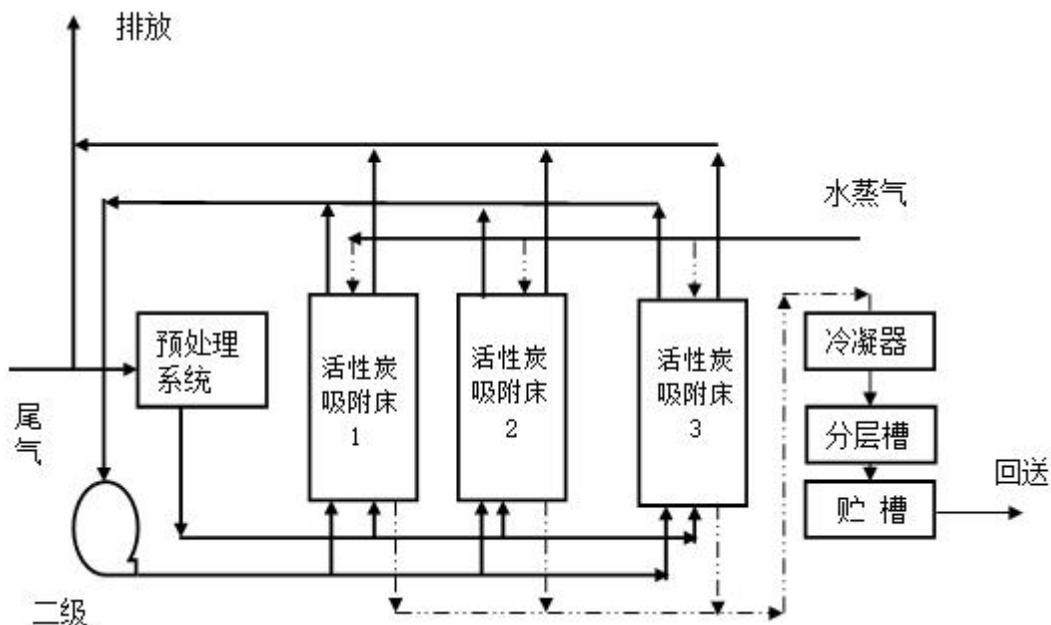 排放
水蒸气
预处理
系统
尾
气
活性炭
吸附床
1
活性炭
吸附床
2
活性炭
吸附床
3
冷凝器
分层槽
贮 槽
回送
二级